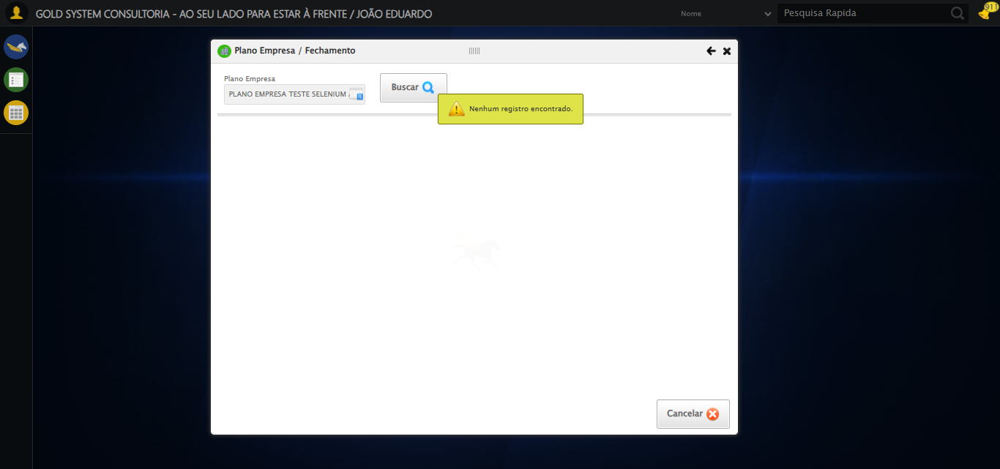 GOLD SYSTEM CONSULTORIA - AO SEU LADO PARA ESTAR À FRENTE / JOÃO EDUARDO
Nome
Pesquisa Rapida
911
Plano Empresa / Fechamento
Plano Empresa
PLANO EMPRESA TESTE SELENIUM
Buscar
Nenhum registro encontrado.
Cancelar